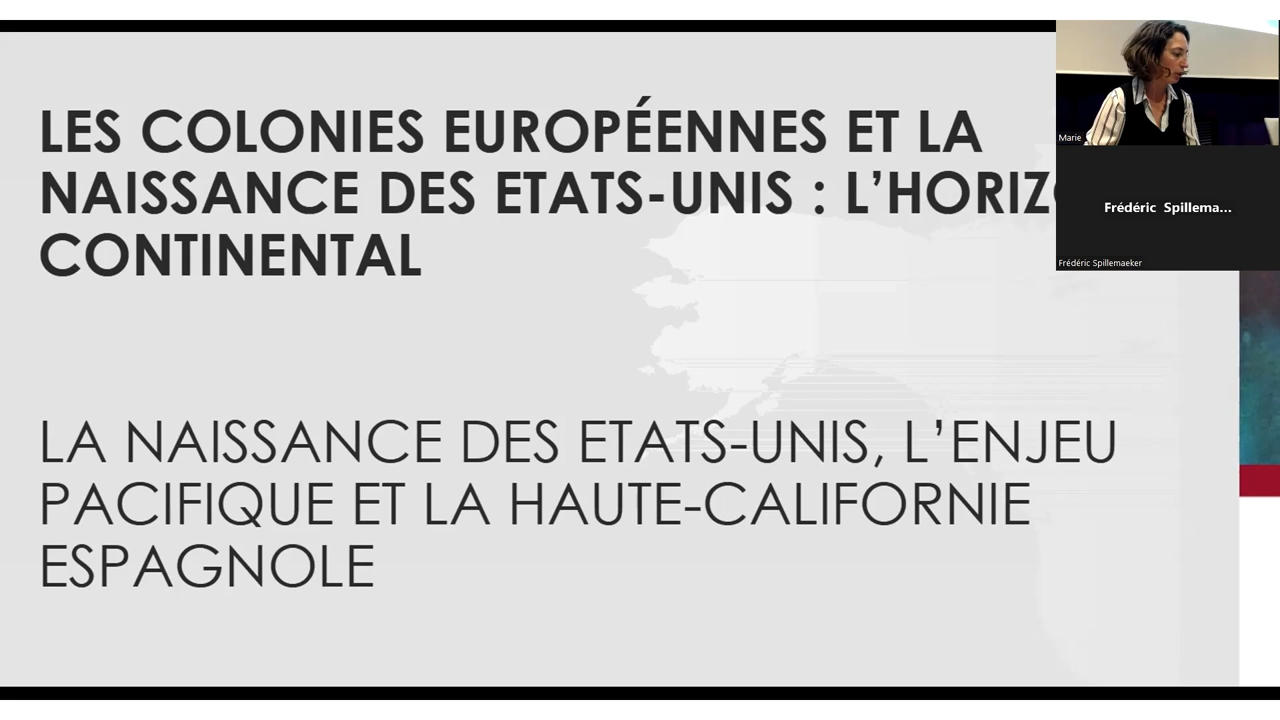 LES COLONIES EUROPÉENNES ET LA
NAISSANCE DES ETATS-UNIS : L’HORIZ
CONTINENTAL
LA NAISSANCE DES ETATS-UNIS, L’ENJEU
PACIFIQUE ET LA HAUTE-CALIFORNIE
ESPAGNOLE
Marie
Frédéric Spillema...
Frédéric Spillemaeker